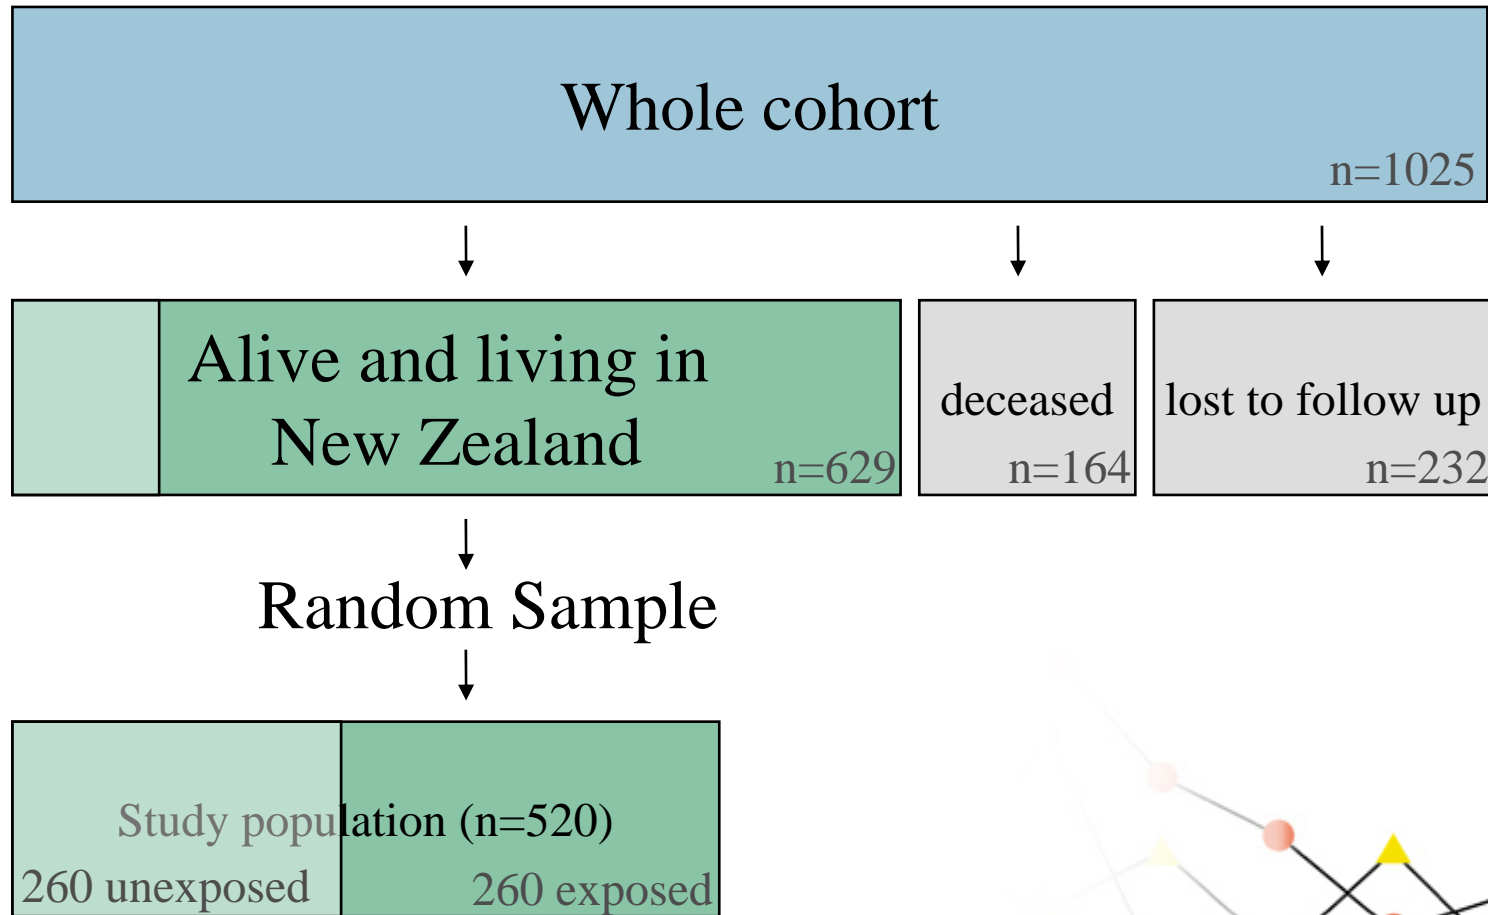 Whole cohort
n=1025
Alive and living in
New Zealand
n=629
deceased
n=164
lost to follow up
n=232
Random Sample
Study population (n=520)
260 unexposed
260 exposed